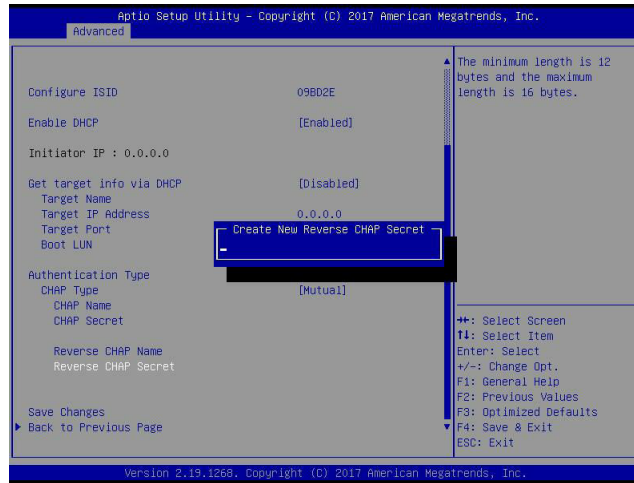 Aptio Setup Utility – Copyright (C) 2017 American Megatrends, Inc.
Advanced
Configure ISID 09BD2E
Enable DHCP [Enabled]
Initiator IP : 0.0.0.0
Get target info via DHCP [Disabled]
Target Name
Target IP Address 0.0.0.0
Target Port
Boot LUN
Create New Reverse CHAP Secret
Authentication Type
CHAP Type [Mutual]
CHAP Name
CHAP Secret
Reverse CHAP Name
Reverse CHAP Secret
Save Changes
Back to Previous Page
The minimum length is 12
bytes and the maximum
length is 16 bytes.
→←: Select Screen
↑↓: Select Item
Enter: Select
+/-: Change Opt.
F1: General Help
F2: Previous Values
F3: Optimized Defaults
F4: Save & Exit
ESC: Exit
Version 2.19.1268. Copyright (C) 2017 American Megatrends, Inc.